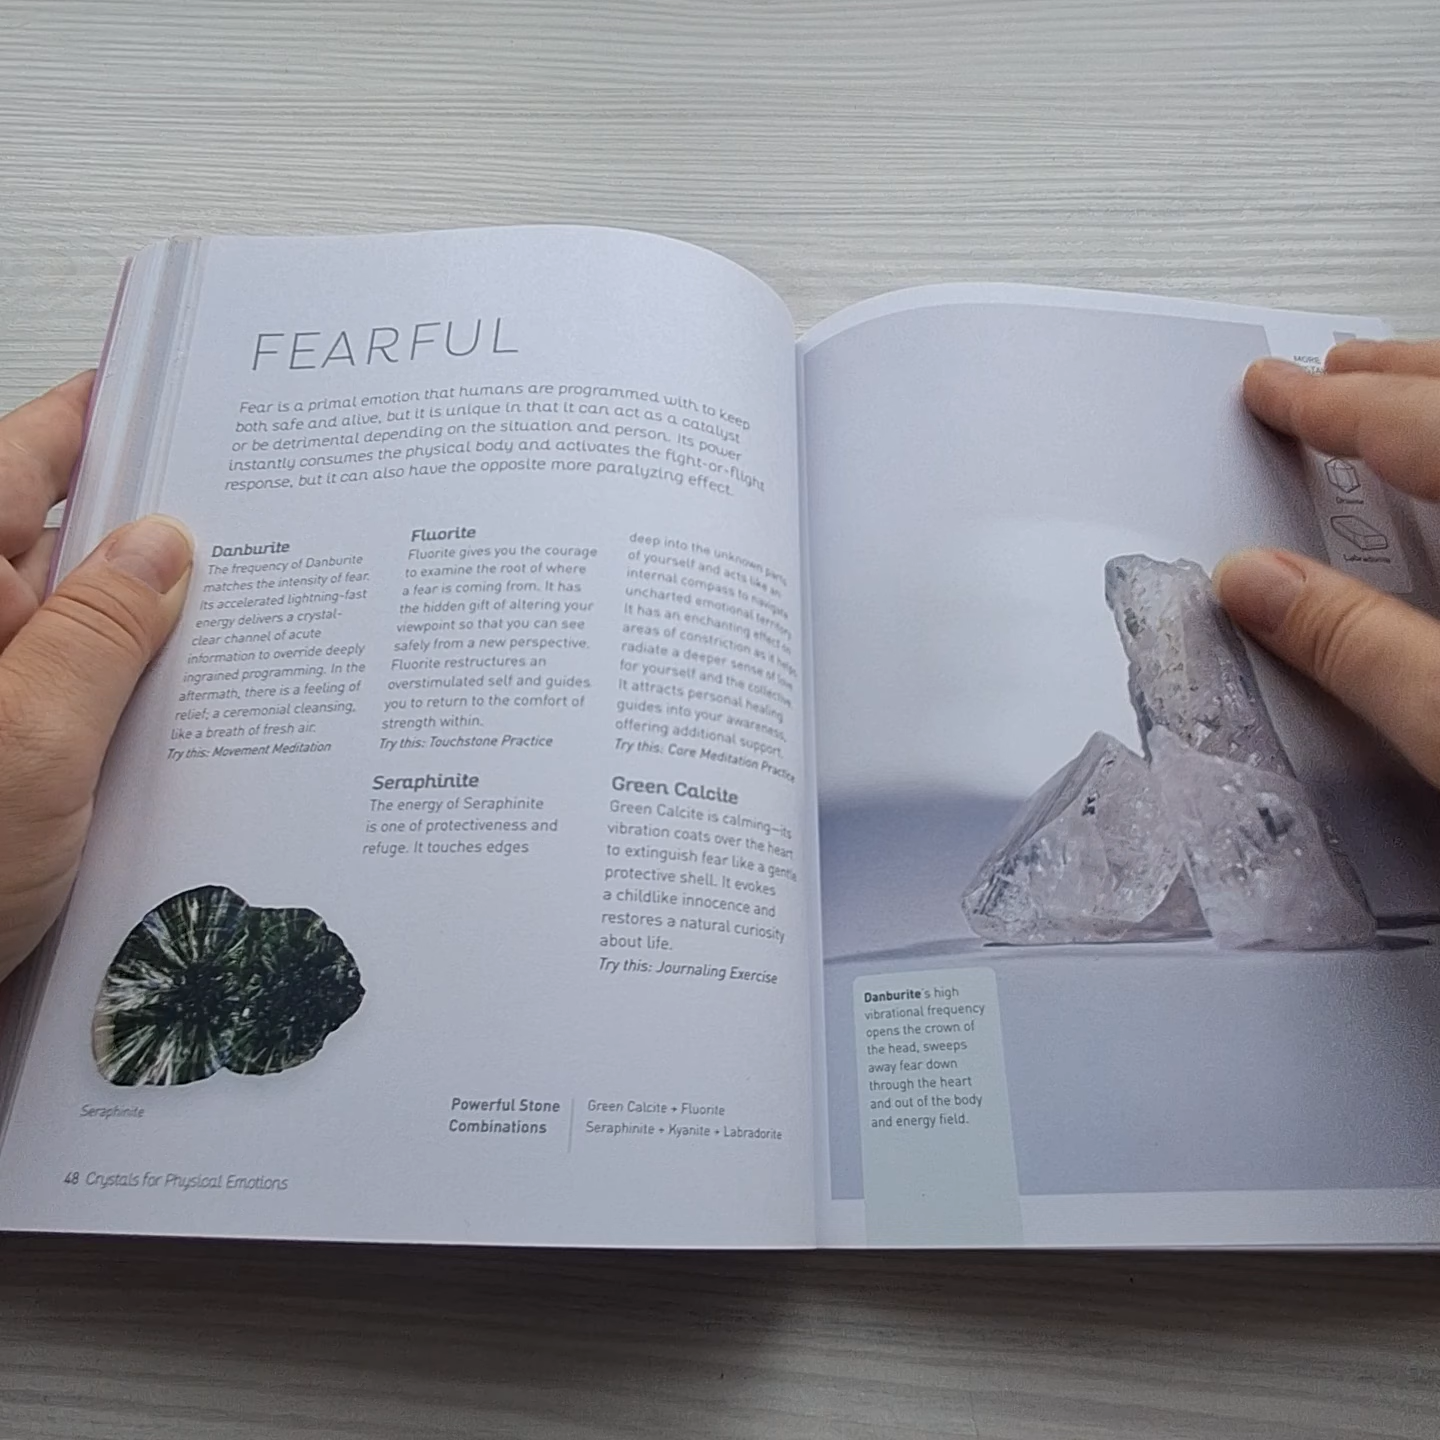 FEARFUL
Fear is a primal emotion that humans are programmed with to keep
both safe and alive, but it is unique in that it can act as a catalyst
or be detrimental depending on the situation and person. Its power
instantly consumes the physical body and activates the fight-or-flight
response, but it can also have the opposite more paralyzing effect.
Danburite
The frequency of Danburite
matches the intensity of fear.
Its accelerated lightning-fast
energy delivers a crystal-
clear channel of acute
information to override deeply
ingrained programming. In the
aftermath, there is a feeling of
relief; a ceremonial cleansing,
like a breath of fresh air.
Try this: Movement Meditation
Fluorite
Fluorite gives you the courage
to examine the root of where
a fear is coming from. It has
the hidden gift of altering your
viewpoint so that you can see
safely from a new perspective.
Fluorite restructures an
overstimulated self and guides
you to return to the comfort of
strength within.
Try this: Touchstone Practice
Seraphinite
The energy of Seraphinite
is one of protectiveness and
refuge. It touches edges
deep into the unknown parts
of yourself and acts like an
internal compass to navigate
uncharted emotional territory.
It has an enchanting effect on
areas of constriction as it helps
radiate a deeper sense of love
for yourself and the collective.
It attracts personal healing
guides into your awareness,
offering additional support.
Try this: Core Meditation Practice
Green Calcite
Green Calcite is calming—its
vibration coats over the heart
to extinguish fear like a gentle
protective shell. It evokes
a childlike innocence and
restores a natural curiosity
about life.
Try this: Journaling Exercise
Seraphinite
Powerful Stone
Combinations
Green Calcite + Fluorite
Seraphinite + Kyanite + Labradorite
48 Crystals for Physical Emotions
MORE
Labradorite
Danburite's high
vibrational frequency
opens the crown of
the head, sweeps
away fear down
through the heart
and out of the body
and energy field.